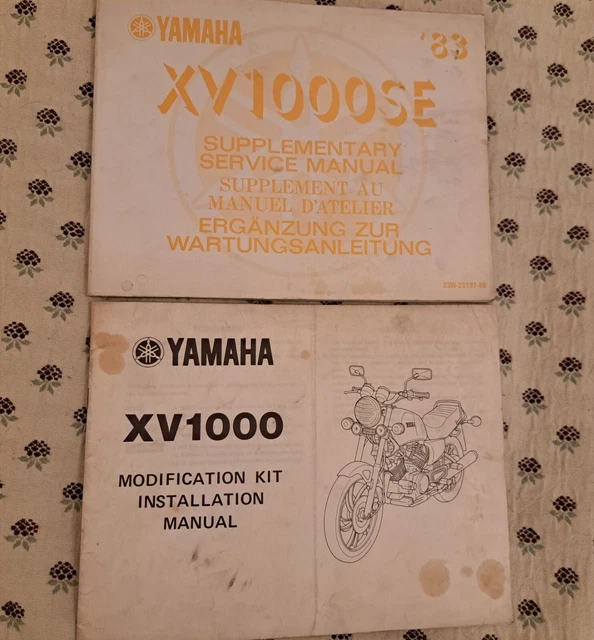 YAMAHA
'83
XV1000SE
SUPPLEMENTARY
SERVICE MANUAL
SUPPLEMENT AU
MANUEL D'ATELIER
ERGÄNZUNG ZUR
WARTUNGSANLEITUNG
YAMAHA
XV1000
MODIFICATION KIT
INSTALLATION
MANUAL